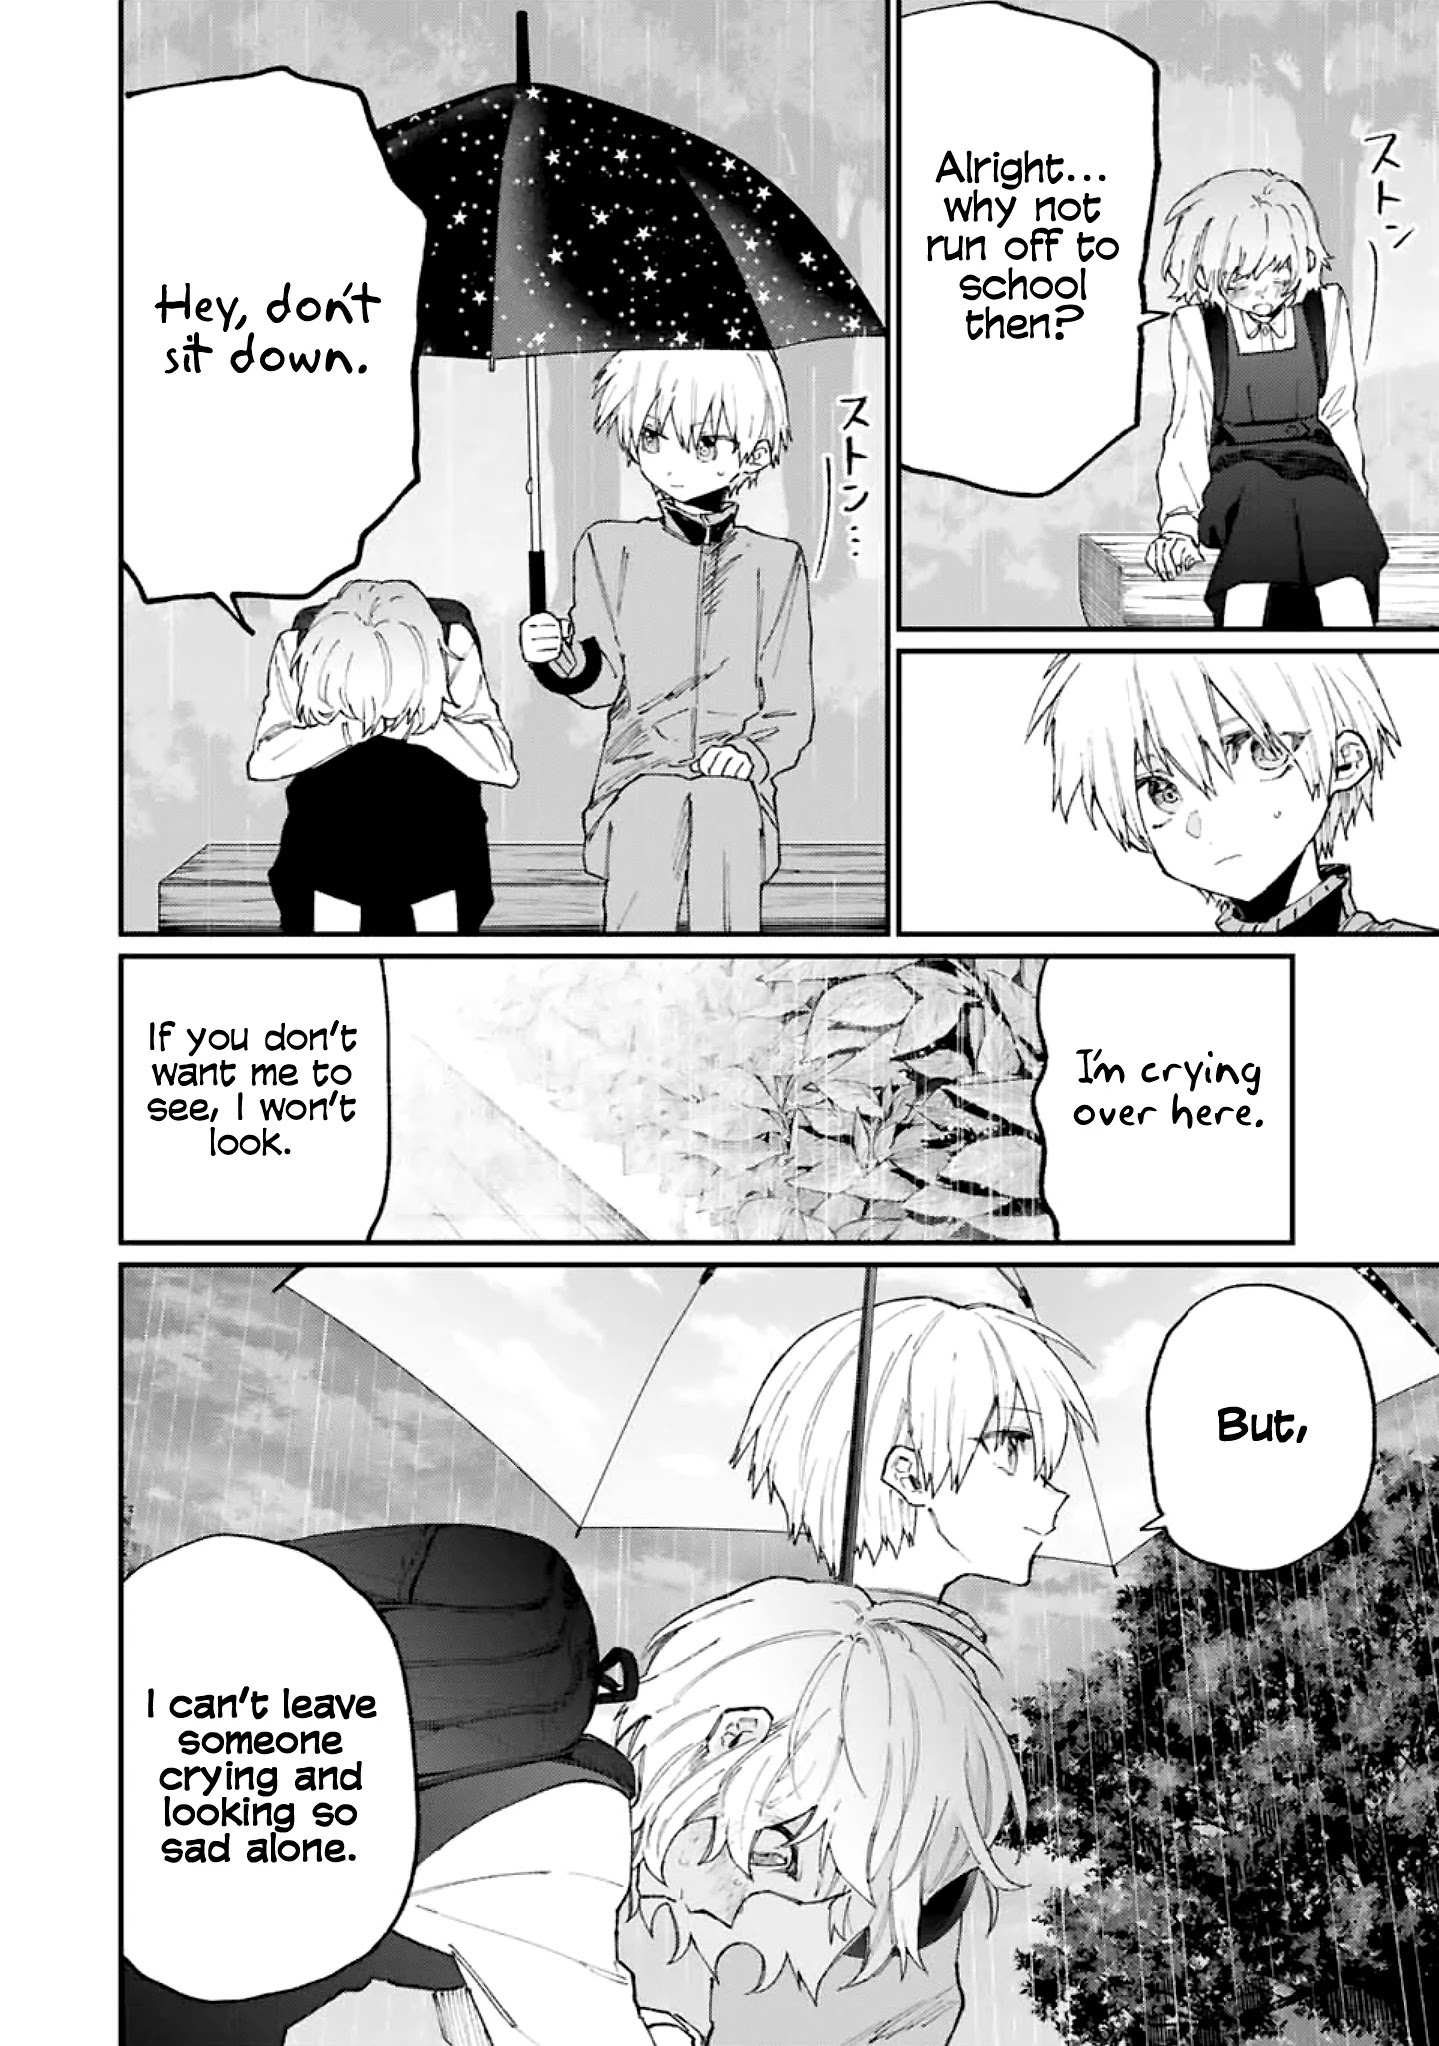 Alright...
why not
run off to
school
then?
ストン
Hey, don't
sit down.
ストン...
I'm crying
over here.
If you don't
want me to
see, I won't
look.
But,
I can't leave
someone
crying and
looking so
sad alone.